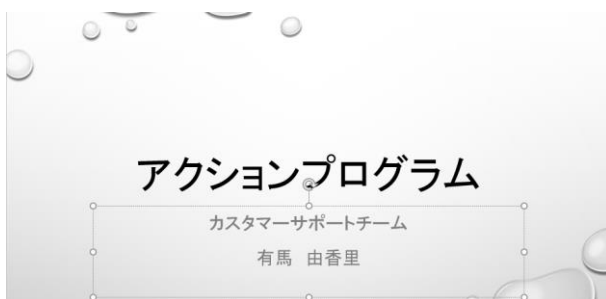 アクションプログラム
カスタマーサポートチーム
有馬　由香里